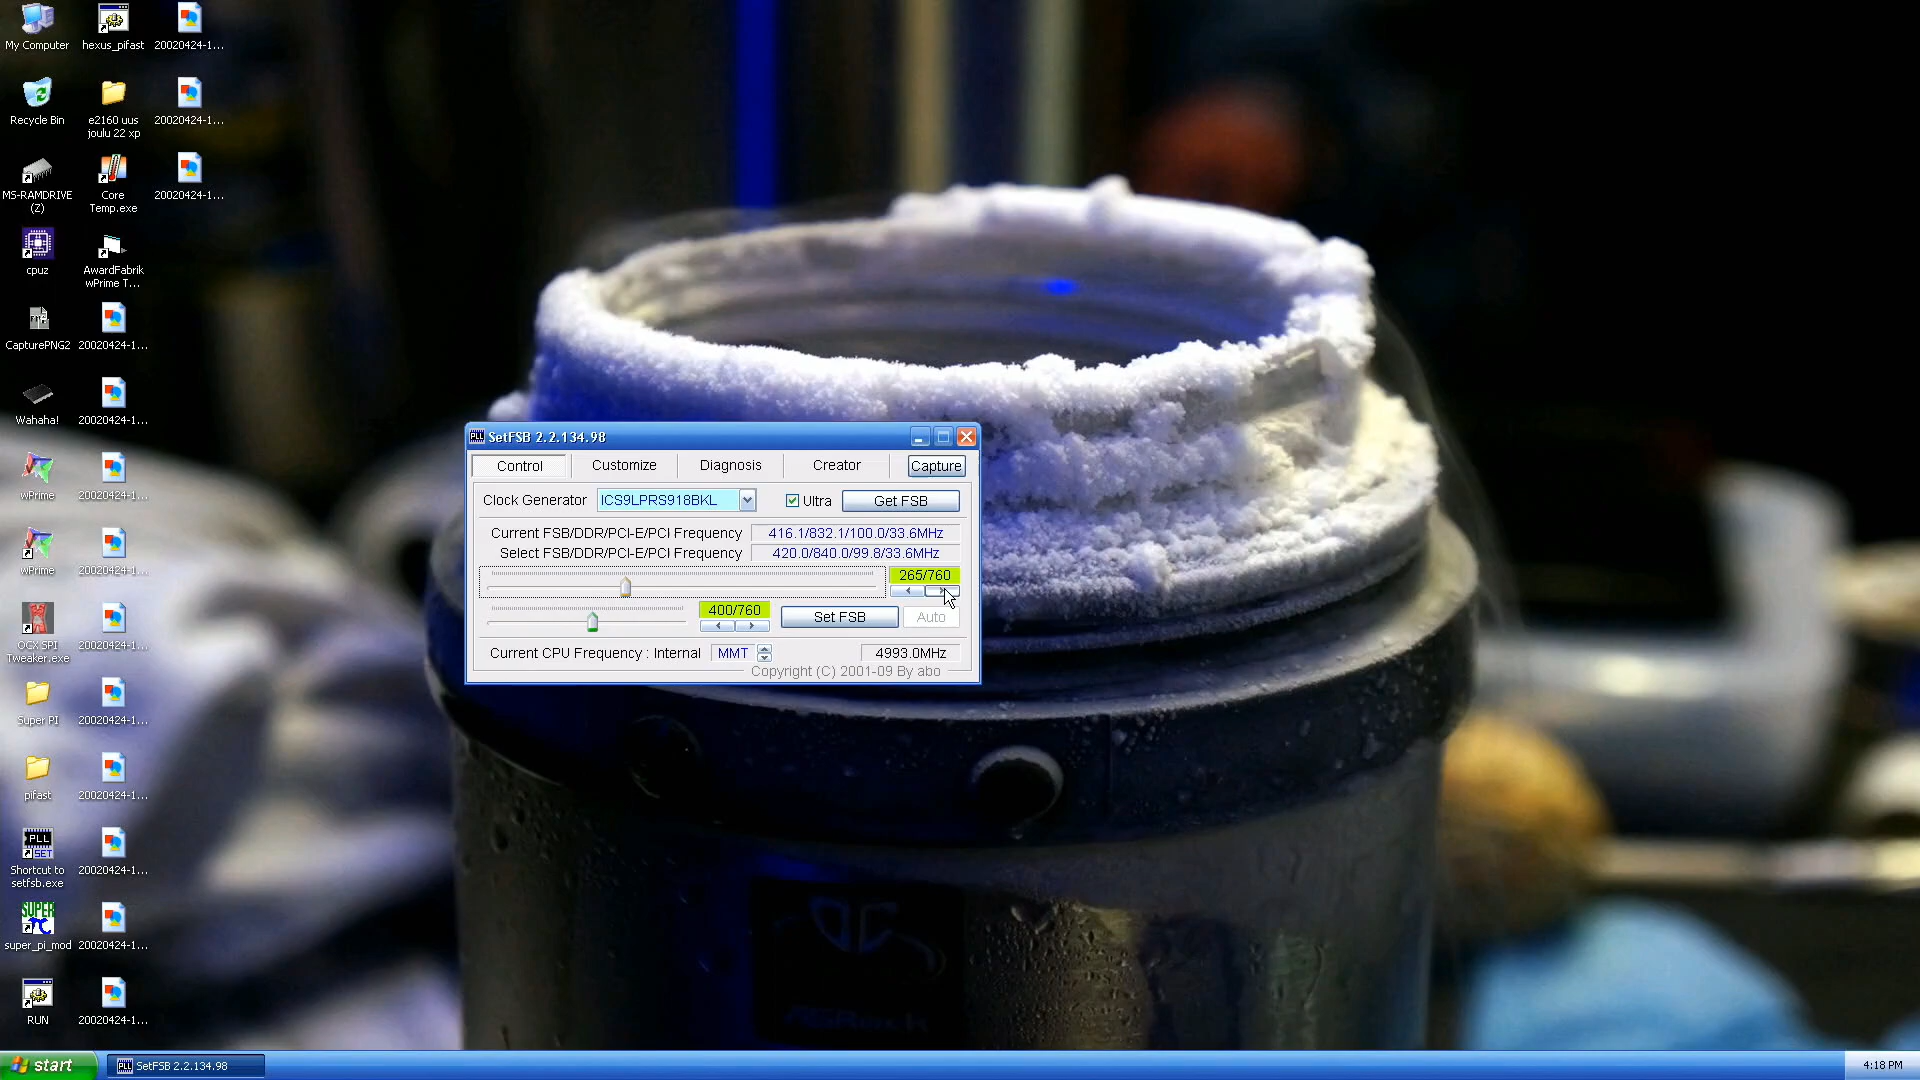 My Computer
hexus_pifast
20020424-1...
Recycle Bin
e2160 uus
joulu 22 xp
20020424-1...
MS-RAMDRIVE
(Z)
Core
Temp.exe
20020424-1...
cpuz
AwardFabrik
wPrime T...
CapturePNG2
20020424-1...
Wahaha!
20020424-1...
wPrime
20020424-1...
wPrime
20020424-1...
OCX SPI
Tweaker.exe
20020424-1...
Super PI
20020424-1...
pifast
20020424-1...
PLL
SET
Shortcut to
setfsb.exe
20020424-1...
SUPER
super_pi_mod
20020424-1...
RUN
20020424-1...
PLL SetFSB 2.2.134.98
Control Customize Diagnosis Creator Capture
Clock Generator ICS9LPRS918BKL Ultra Get FSB
Current FSB/DDR/PCI-E/PCI Frequency 416.1/832.1/100.0/33.6MHz
Select FSB/DDR/PCI-E/PCI Frequency 420.0/840.0/99.8/33.6MHz
265/760
400/760 Set FSB Auto
Current CPU Frequency : Internal MMT 4993.0MHz
Copyright (C) 2001-09 By abo
start PLL SetFSB 2.2.134.98 4:18 PM